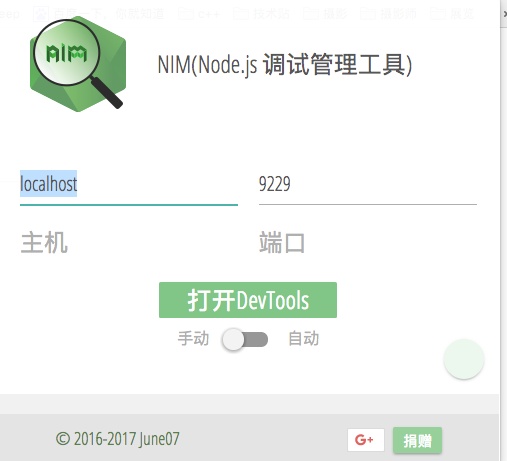 NIM
NIM(Node.js 调试管理工具)
localhost
9229
主机
端口
打开DevTools
手动
自动
© 2016-2017 June07
G+
捐赠